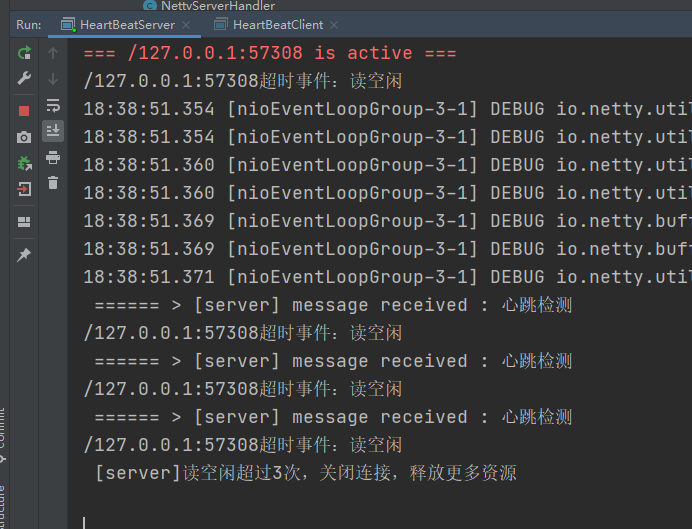 NettyServerHandler
Run: HeartBeatServer × HeartBeatClient ×
=== /127.0.0.1:57308 is active ===
/127.0.0.1:57308超时事件：读空闲
18:38:51.354 [nioEventLoopGroup-3-1] DEBUG io.netty.util
18:38:51.354 [nioEventLoopGroup-3-1] DEBUG io.netty.util
18:38:51.360 [nioEventLoopGroup-3-1] DEBUG io.netty.util
18:38:51.360 [nioEventLoopGroup-3-1] DEBUG io.netty.util
18:38:51.369 [nioEventLoopGroup-3-1] DEBUG io.netty.buff
18:38:51.369 [nioEventLoopGroup-3-1] DEBUG io.netty.buff
18:38:51.371 [nioEventLoopGroup-3-1] DEBUG io.netty.util
====== > [server] message received : 心跳检测
/127.0.0.1:57308超时事件：读空闲
====== > [server] message received : 心跳检测
/127.0.0.1:57308超时事件：读空闲
====== > [server] message received : 心跳检测
/127.0.0.1:57308超时事件：读空闲
[server]读空闲超过3次，关闭连接，释放更多资源